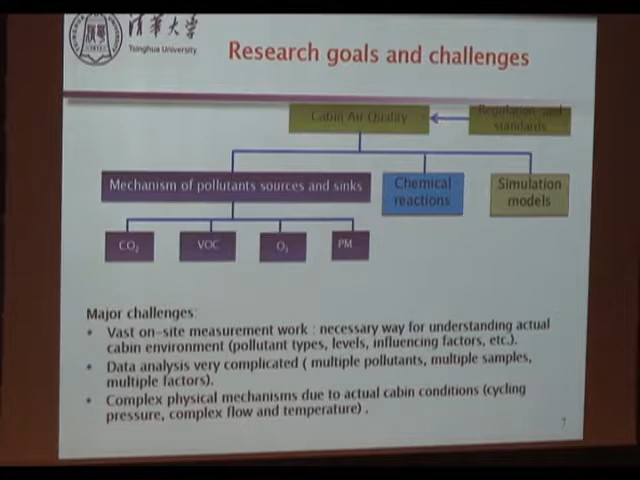 清華大学
Tsinghua University
Research goals and challenges
Cabin Air Quality
Regulation and
standards
Mechanism of pollutants sources and sinks
Chemical
reactions
Simulation
models
CO₂
VOC
O₃
PM
Major challenges:
• Vast on-site measurement work : necessary way for understanding actual
cabin environment (pollutant types, levels, influencing factors, etc.).
• Data analysis very complicated ( multiple pollutants, multiple samples,
multiple factors).
• Complex physical mechanisms due to actual cabin conditions (cycling
pressure, complex flow and temperature) .
7